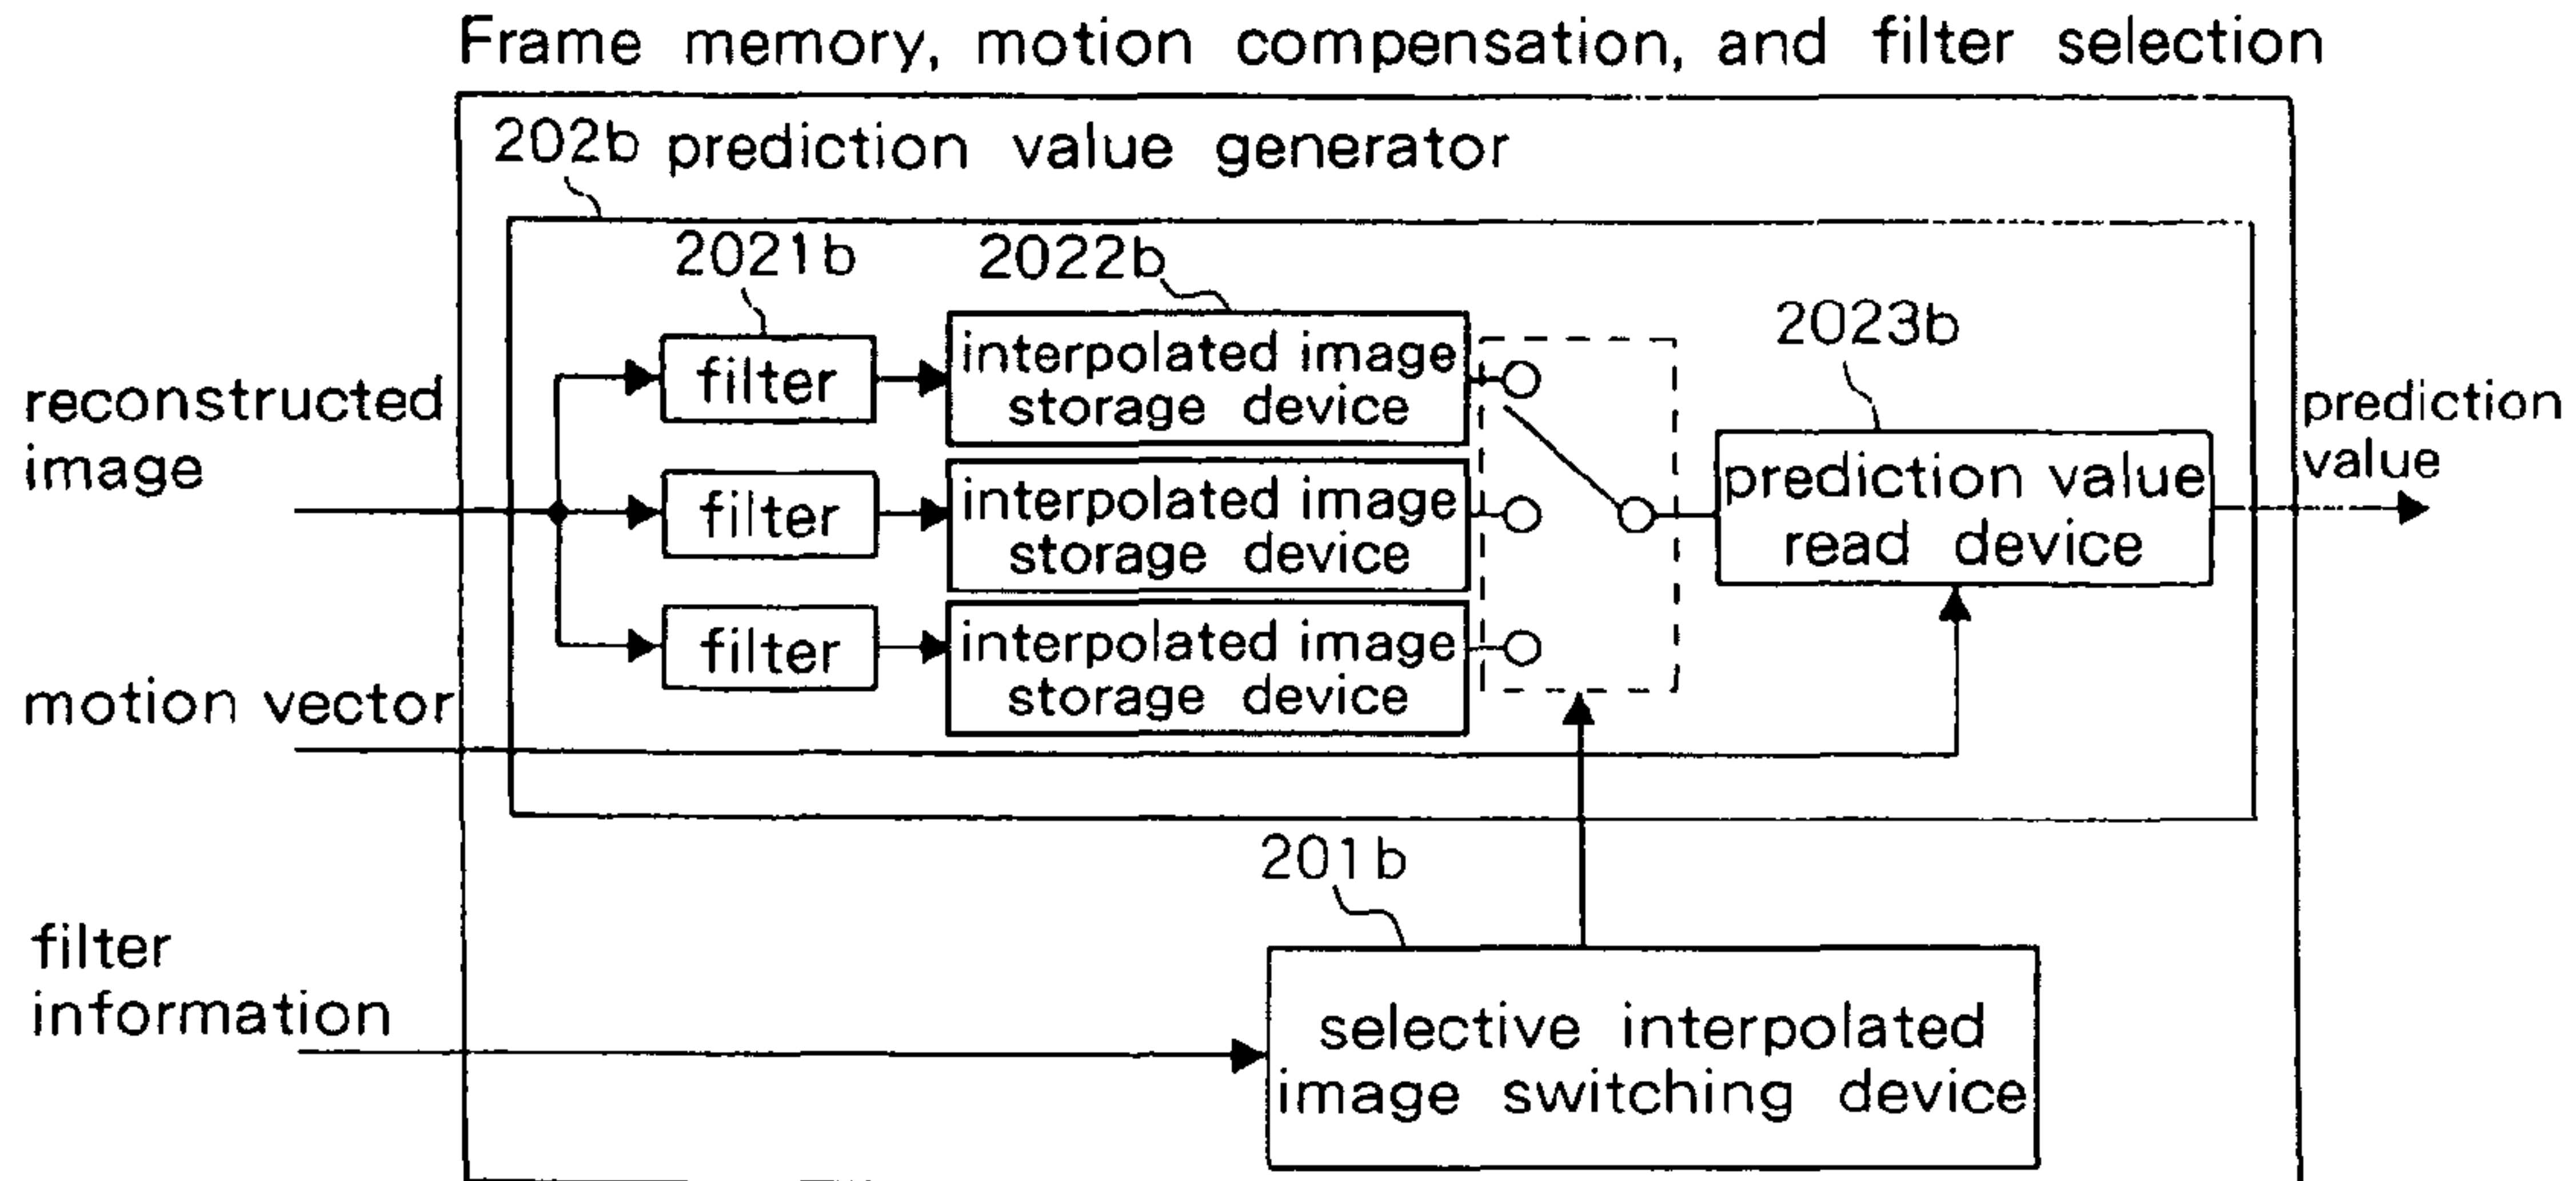 Frame memory, motion compensation, and filter selection
202b prediction value generator
2021b
2022b
2023b
reconstructed
image
filter
interpolated image
storage device
filter
interpolated image
storage device
filter
interpolated image
storage device
prediction value
read device
prediction
value
motion vector
201b
filter
information
selective interpolated
image switching device